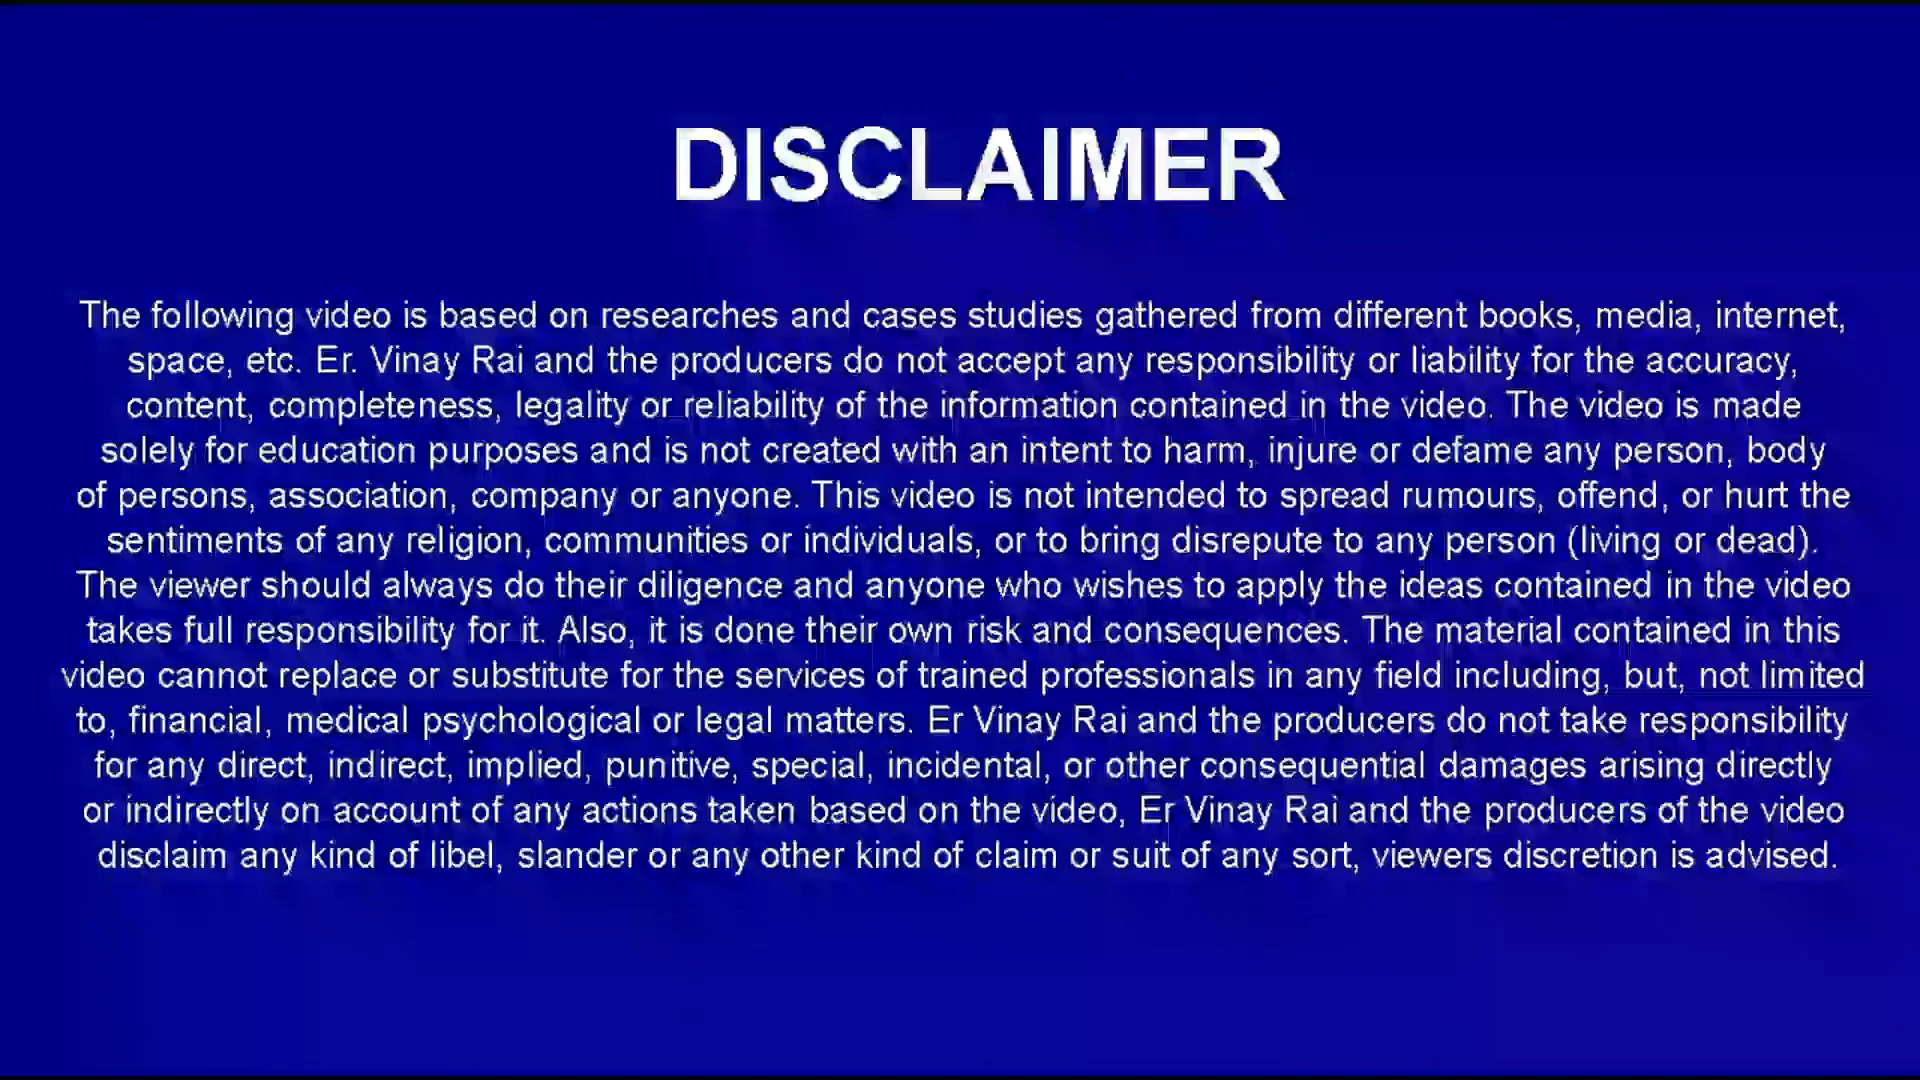 DISCLAIMER
The following video is based on researches and cases studies gathered from different books, media, internet,
space, etc. Er. Vinay Rai and the producers do not accept any responsibility or liability for the accuracy,
content, completeness, legality or reliability of the information contained in the video. The video is made
solely for education purposes and is not created with an intent to harm, injure or defame any person, body
of persons, association, company or anyone. This video is not intended to spread rumours, offend, or hurt the
sentiments of any religion, communities or individuals, or to bring disrepute to any person (living or dead).
The viewer should always do their diligence and anyone who wishes to apply the ideas contained in the video
takes full responsibility for it. Also, it is done their own risk and consequences. The material contained in this
video cannot replace or substitute for the services of trained professionals in any field including, but, not limited
to, financial, medical psychological or legal matters. Er Vinay Rai and the producers do not take responsibility
for any direct, indirect, implied, punitive, special, incidental, or other consequential damages arising directly
or indirectly on account of any actions taken based on the video, Er Vinay Rai and the producers of the video
disclaim any kind of libel, slander or any other kind of claim or suit of any sort, viewers discretion is advised.